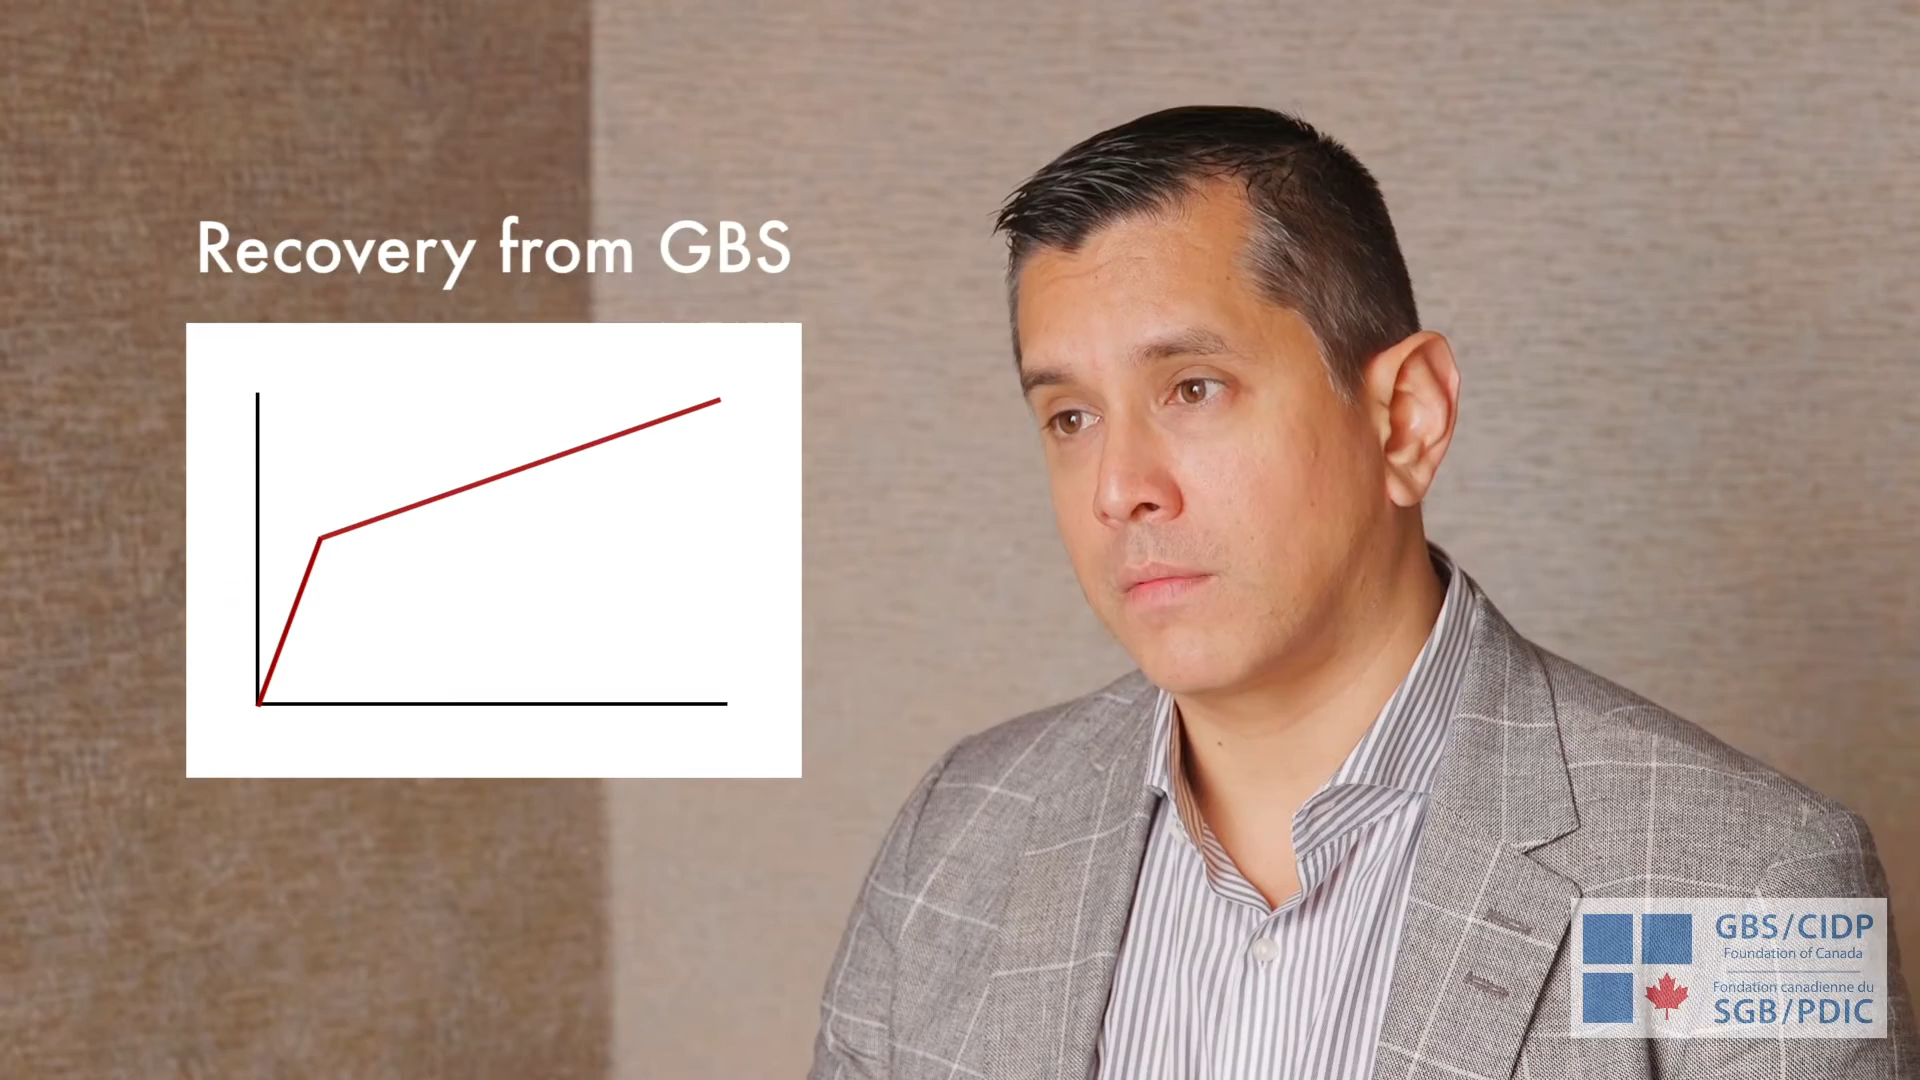 Recovery from GBS
GBS/CIDP
Foundation of Canada
Fondation canadienne du
SGB/PDIC